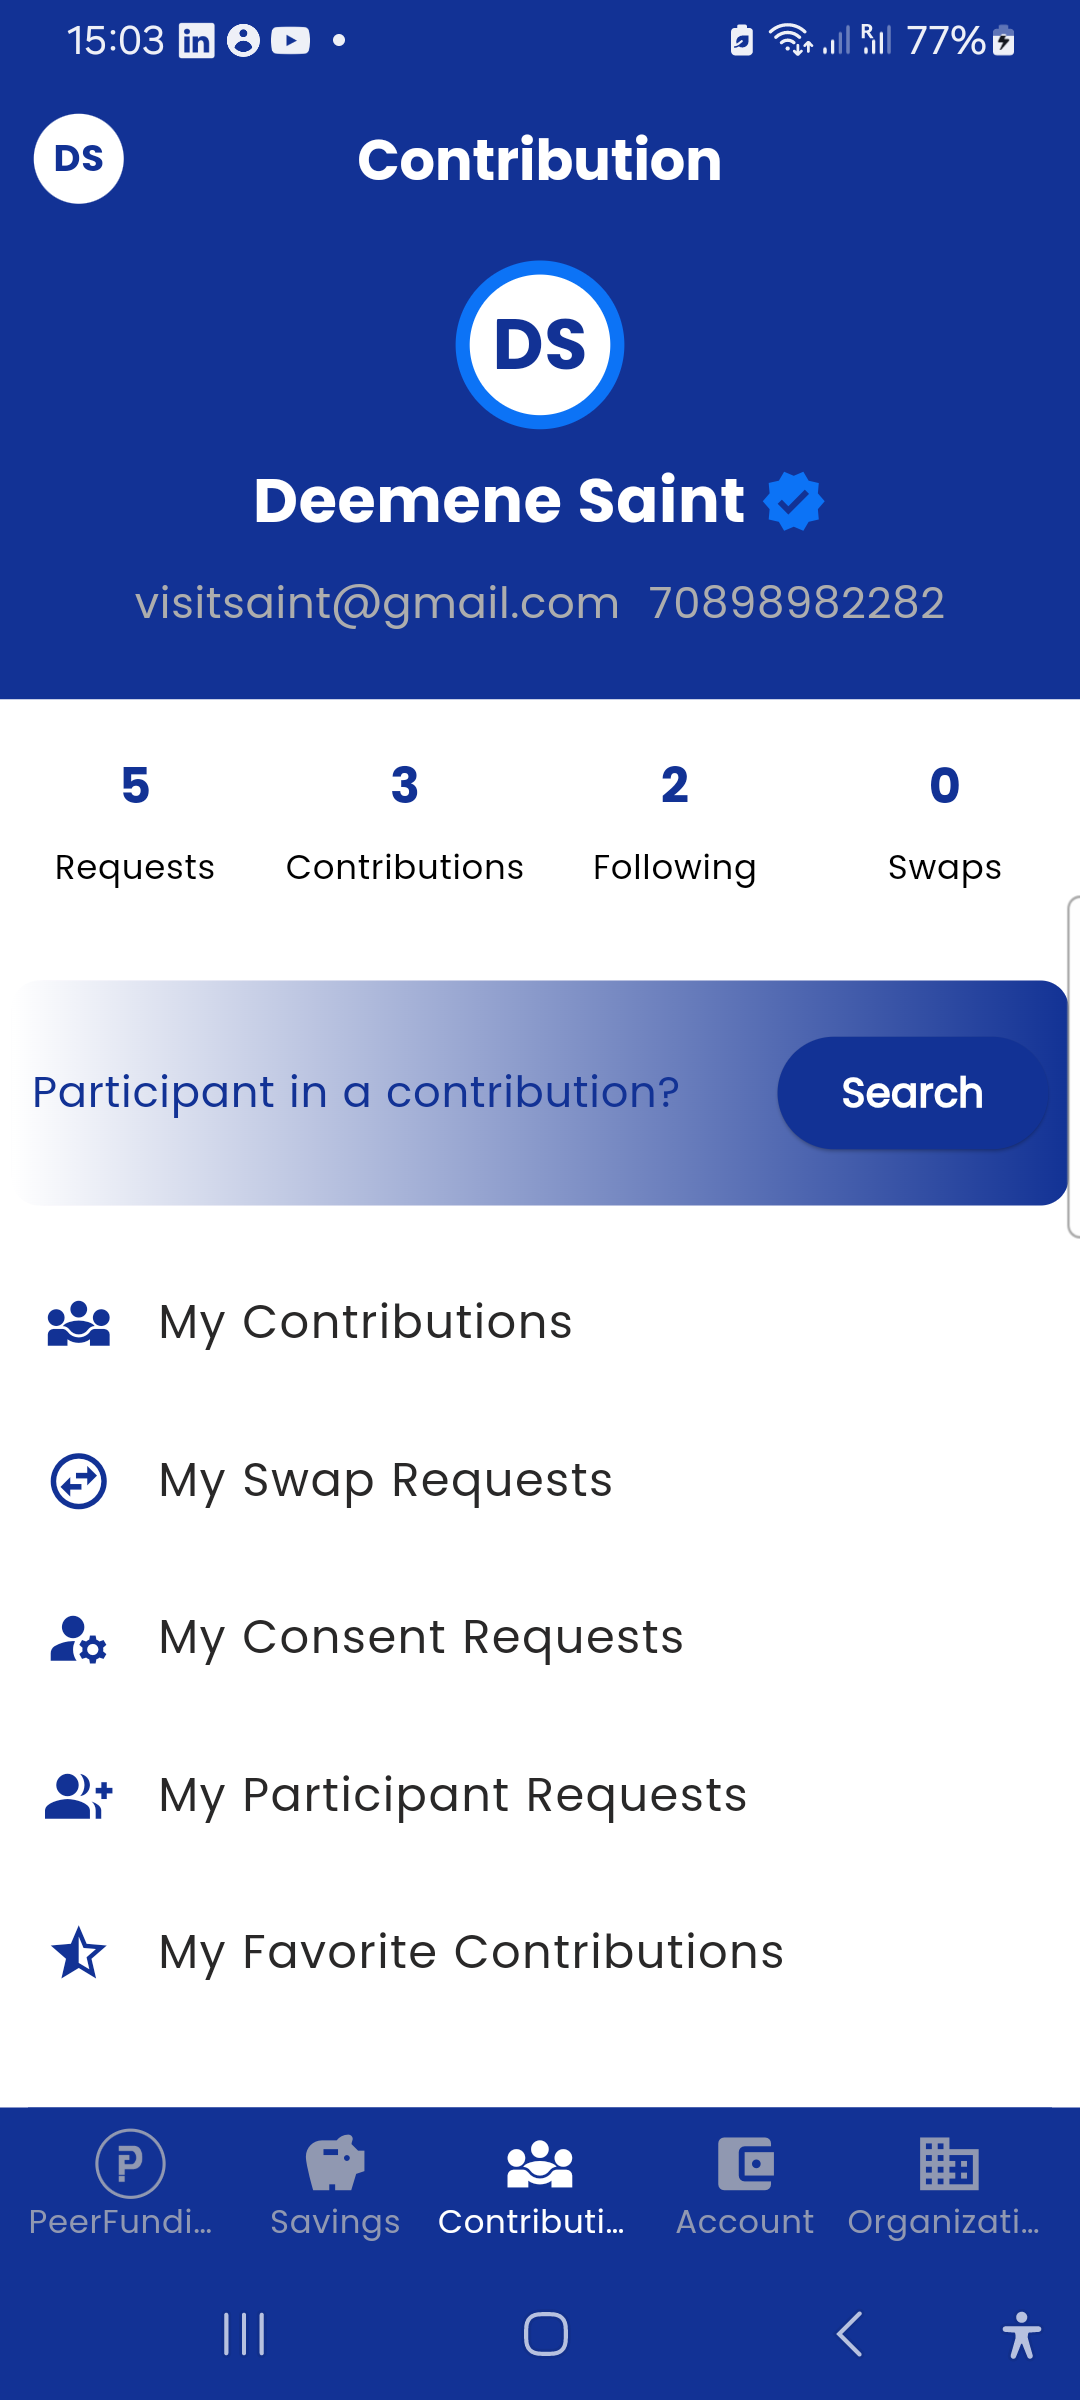 15:03 in R 77%
DS Contribution
DS
Deemene Saint
visitsaint@gmail.com 70898982282
5 3 2 0
Requests Contributions Following Swaps
Participant in a contribution? Search
My Contributions
My Swap Requests
My Consent Requests
My Participant Requests
My Favorite Contributions
P
PeerFundi... Savings Contributi... Account Organizati...